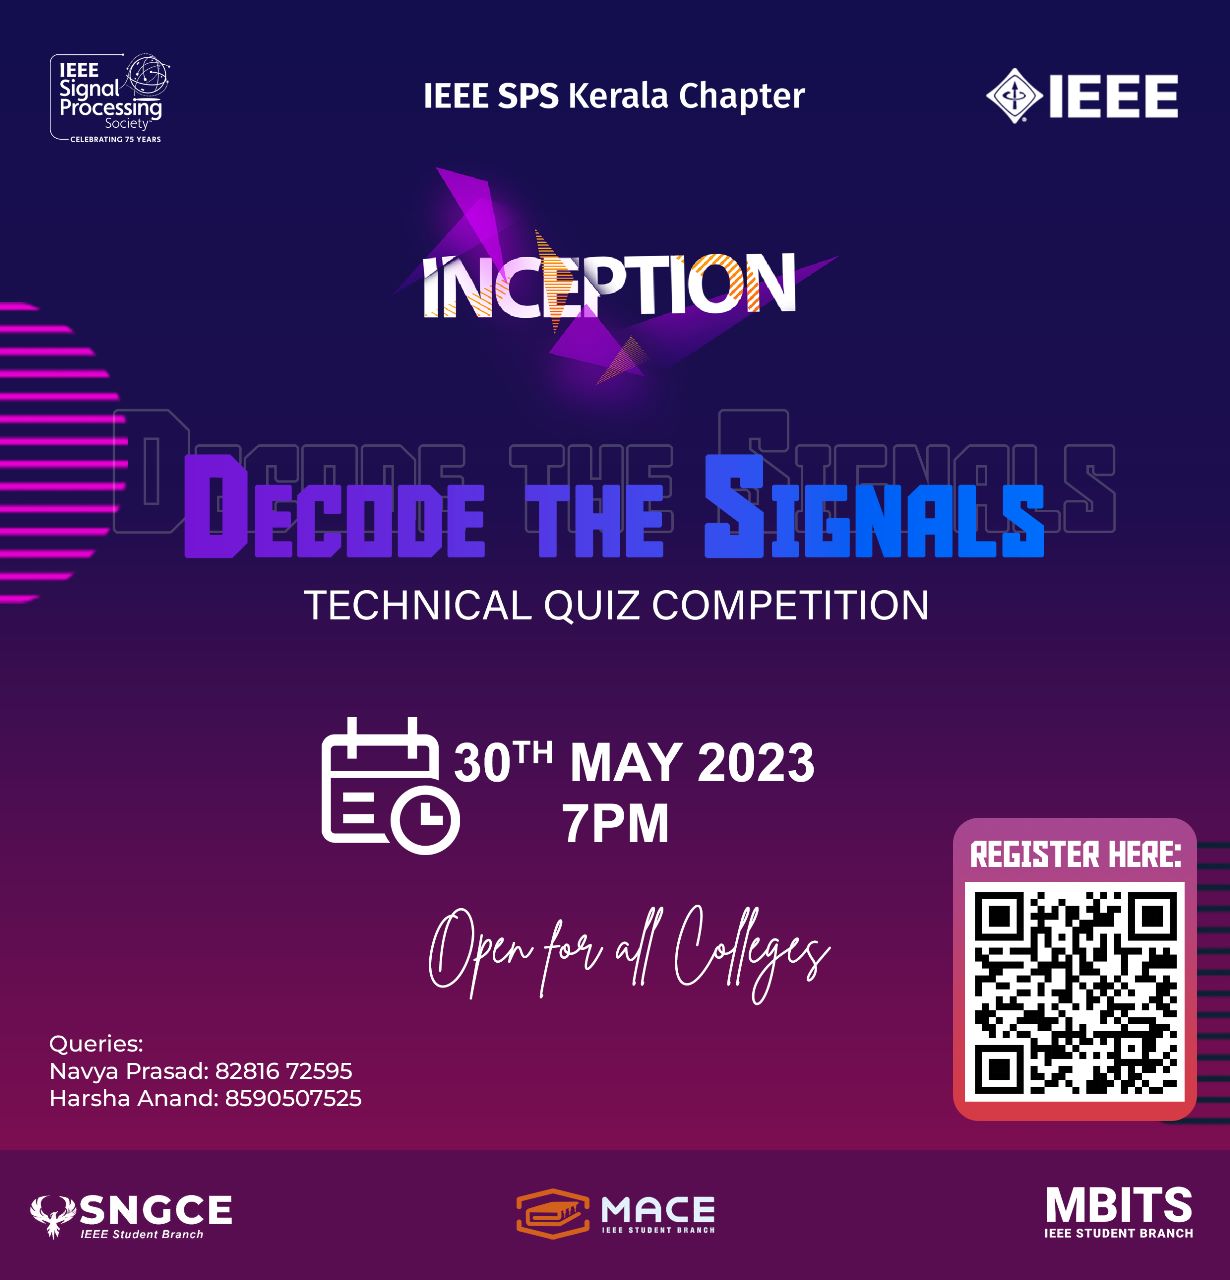 IEEE
Signal
Processing
Society
CELEBRATING 75 YEARS
IEEE SPS Kerala Chapter
IEEE
INCEPTION
DECODE THE SIGNALS
TECHNICAL QUIZ COMPETITION
30TH MAY 2023
7PM
REGISTER HERE:
Open for all Colleges
Queries:
Navya Prasad: 82816 72595
Harsha Anand: 8590507525
SNGCE
IEEE Student Branch
MACE
IEEE STUDENT BRANCH
MBITS
IEEE STUDENT BRANCH